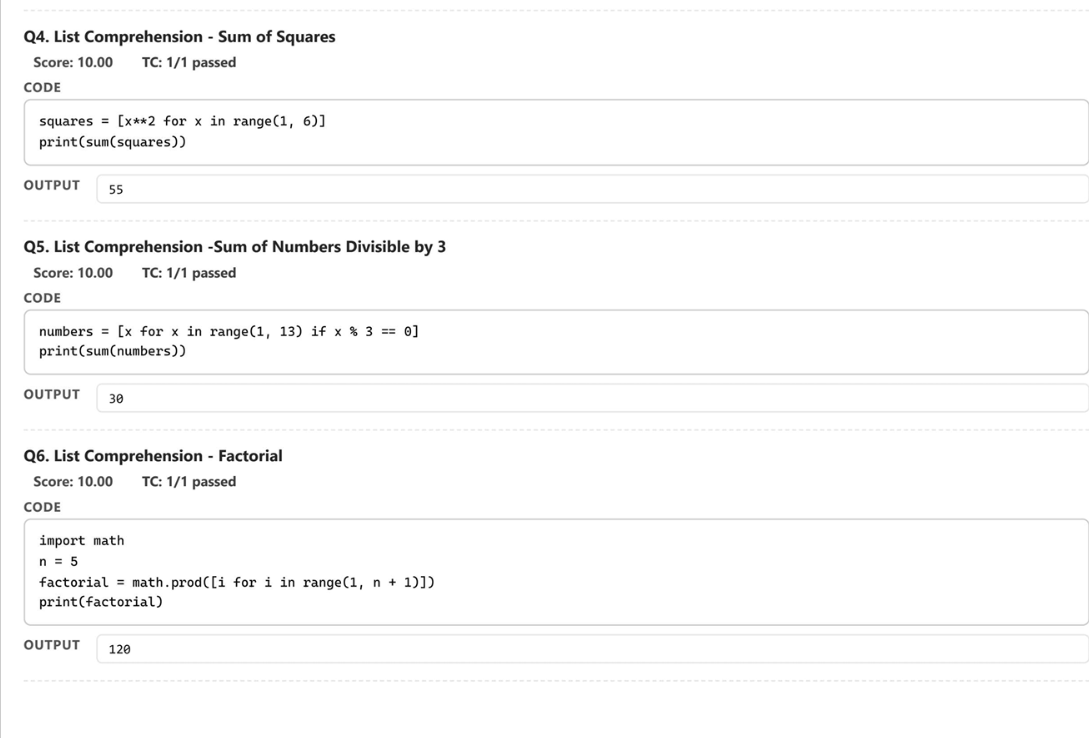 Q4. List Comprehension - Sum of Squares
Score: 10.00 TC: 1/1 passed
CODE
squares = [x**2 for x in range(1, 6)]
print(sum(squares))
OUTPUT 55
Q5. List Comprehension -Sum of Numbers Divisible by 3
Score: 10.00 TC: 1/1 passed
CODE
numbers = [x for x in range(1, 13) if x % 3 == 0]
print(sum(numbers))
OUTPUT 30
Q6. List Comprehension - Factorial
Score: 10.00 TC: 1/1 passed
CODE
import math
n = 5
factorial = math.prod([i for i in range(1, n + 1)])
print(factorial)
OUTPUT 120